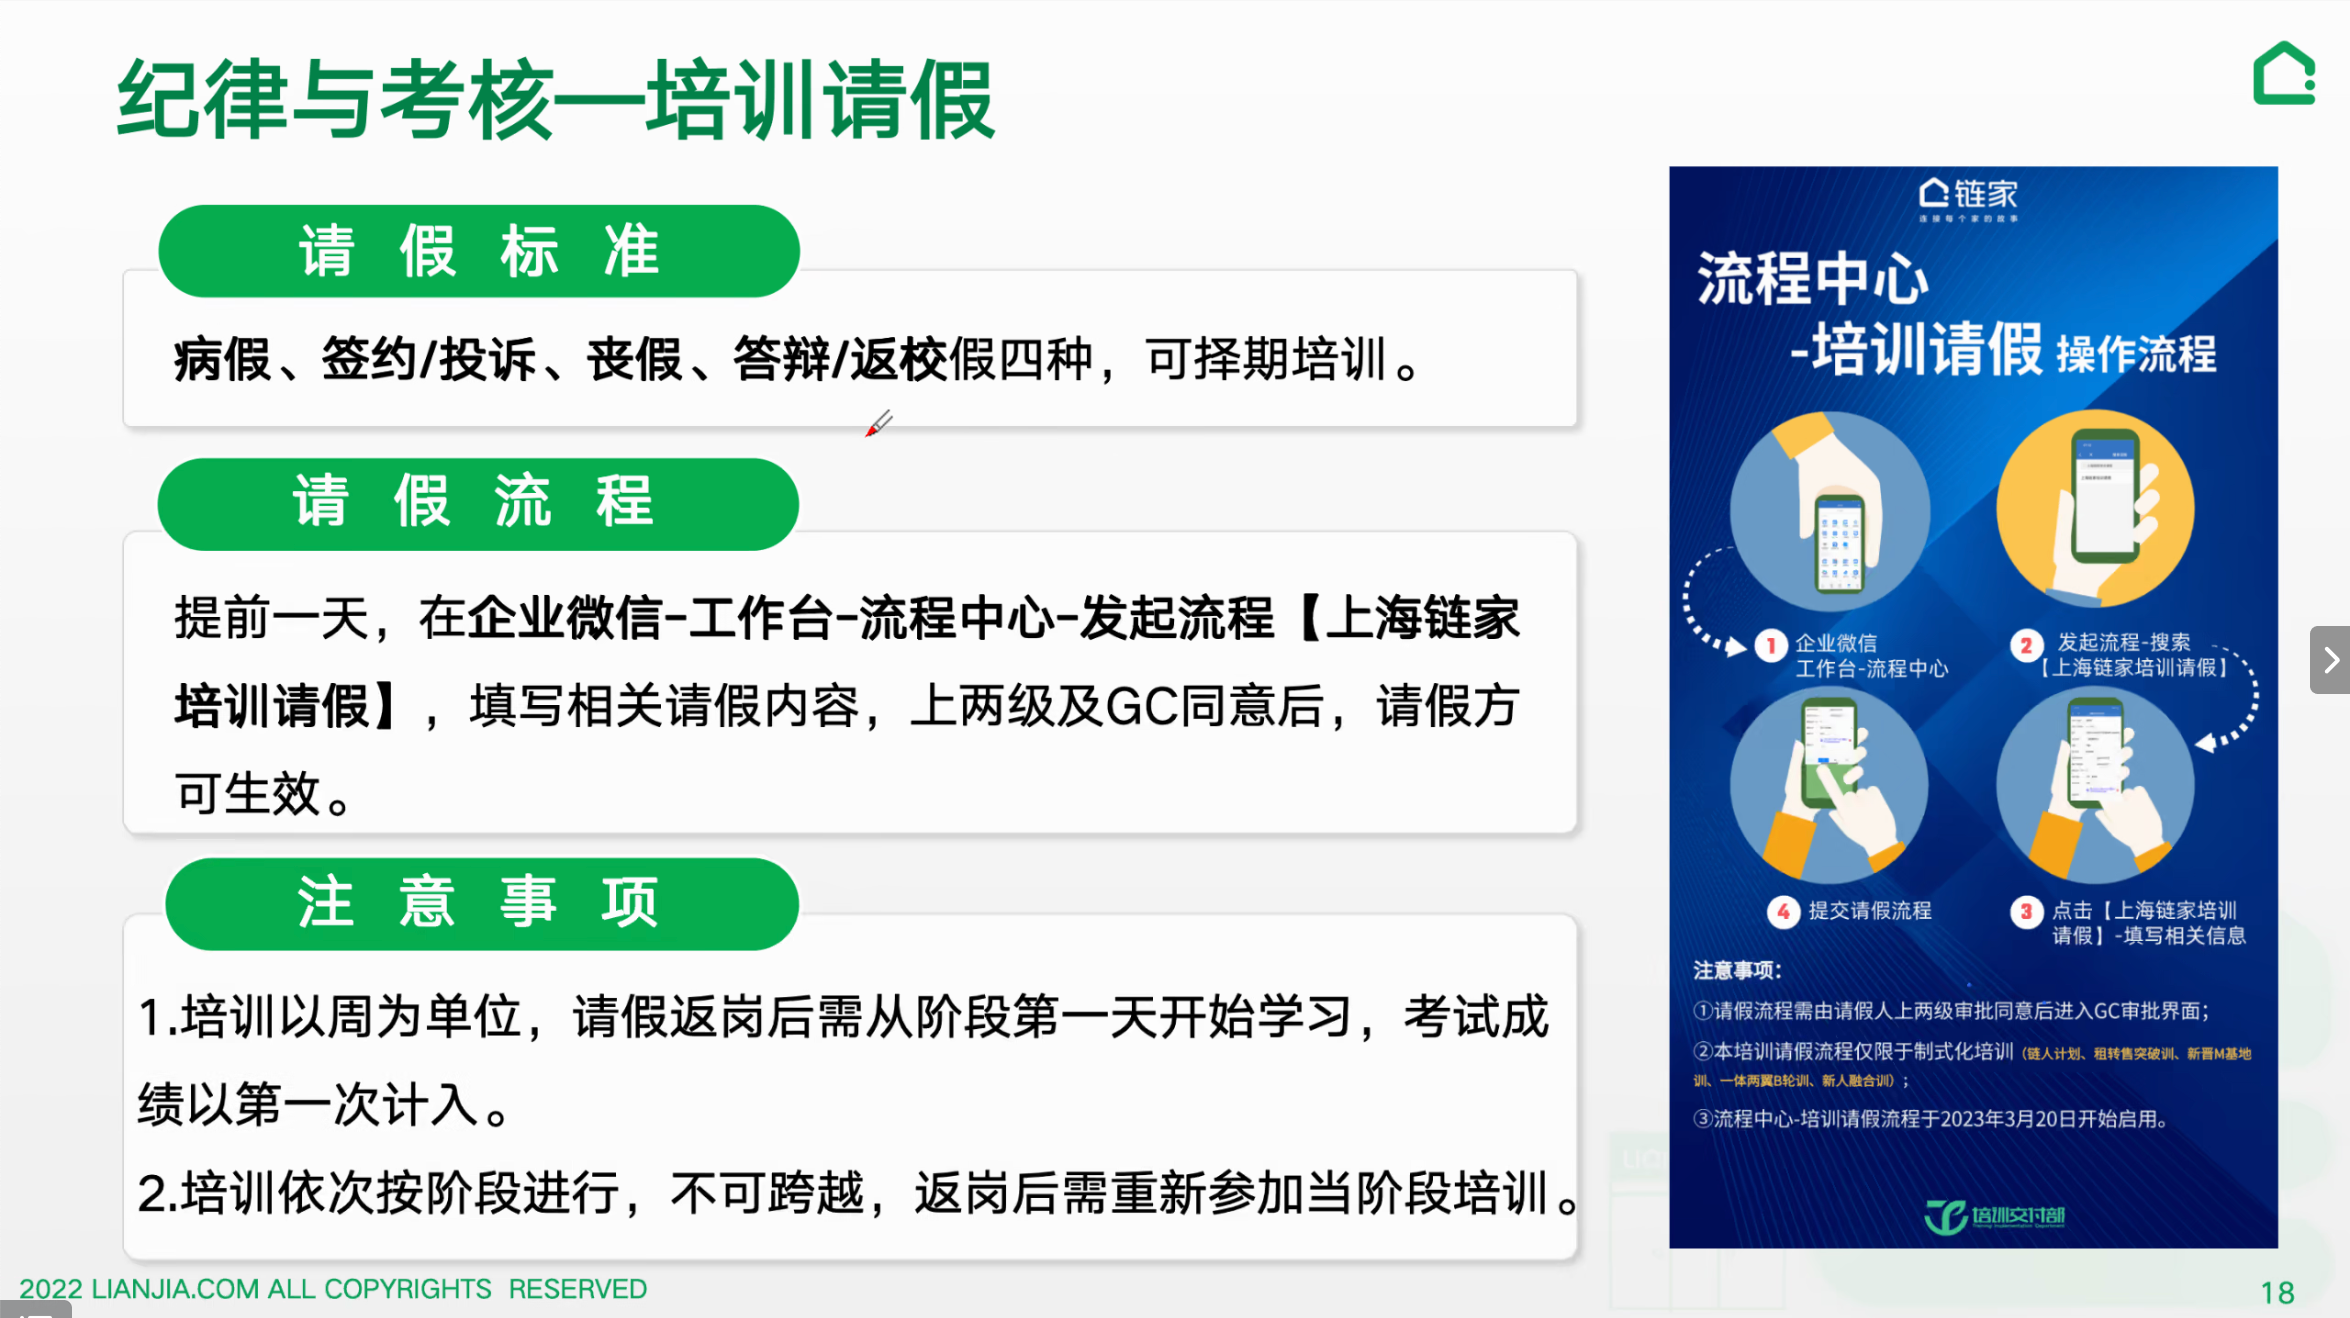 纪律与考核—培训请假
请假标准
病假、签约/投诉、丧假、答辩/返校假四种，可择期培训。
请假流程
提前一天，在企业微信-工作台-流程中心-发起流程【上海链家
培训请假】，填写相关请假内容，上两级及GC同意后，请假方
可生效。
注意事项
1.培训以周为单位，请假返岗后需从阶段第一天开始学习，考试成
绩以第一次计入。
2.培训依次按阶段进行，不可跨越，返岗后需重新参加当阶段培训。
链家
连接每个家的故事
流程中心
-培训请假 操作流程
1 企业微信
工作台-流程中心
2 发起流程-搜索
【上海链家培训请假】
4 提交请假流程
3 点击【上海链家培训
请假】-填写相关信息
注意事项：
①请假流程需由请假人上两级审批同意后进入GC审批界面；
②本培训请假流程仅限于制式化培训（链人计划、租转售突破训、新晋M基地
训、一体两翼B轮训、新人融合训）；
③流程中心-培训请假流程于2023年3月20日开始启用。
培训交付部
2022 LIANJIA.COM ALL COPYRIGHTS RESERVED
18